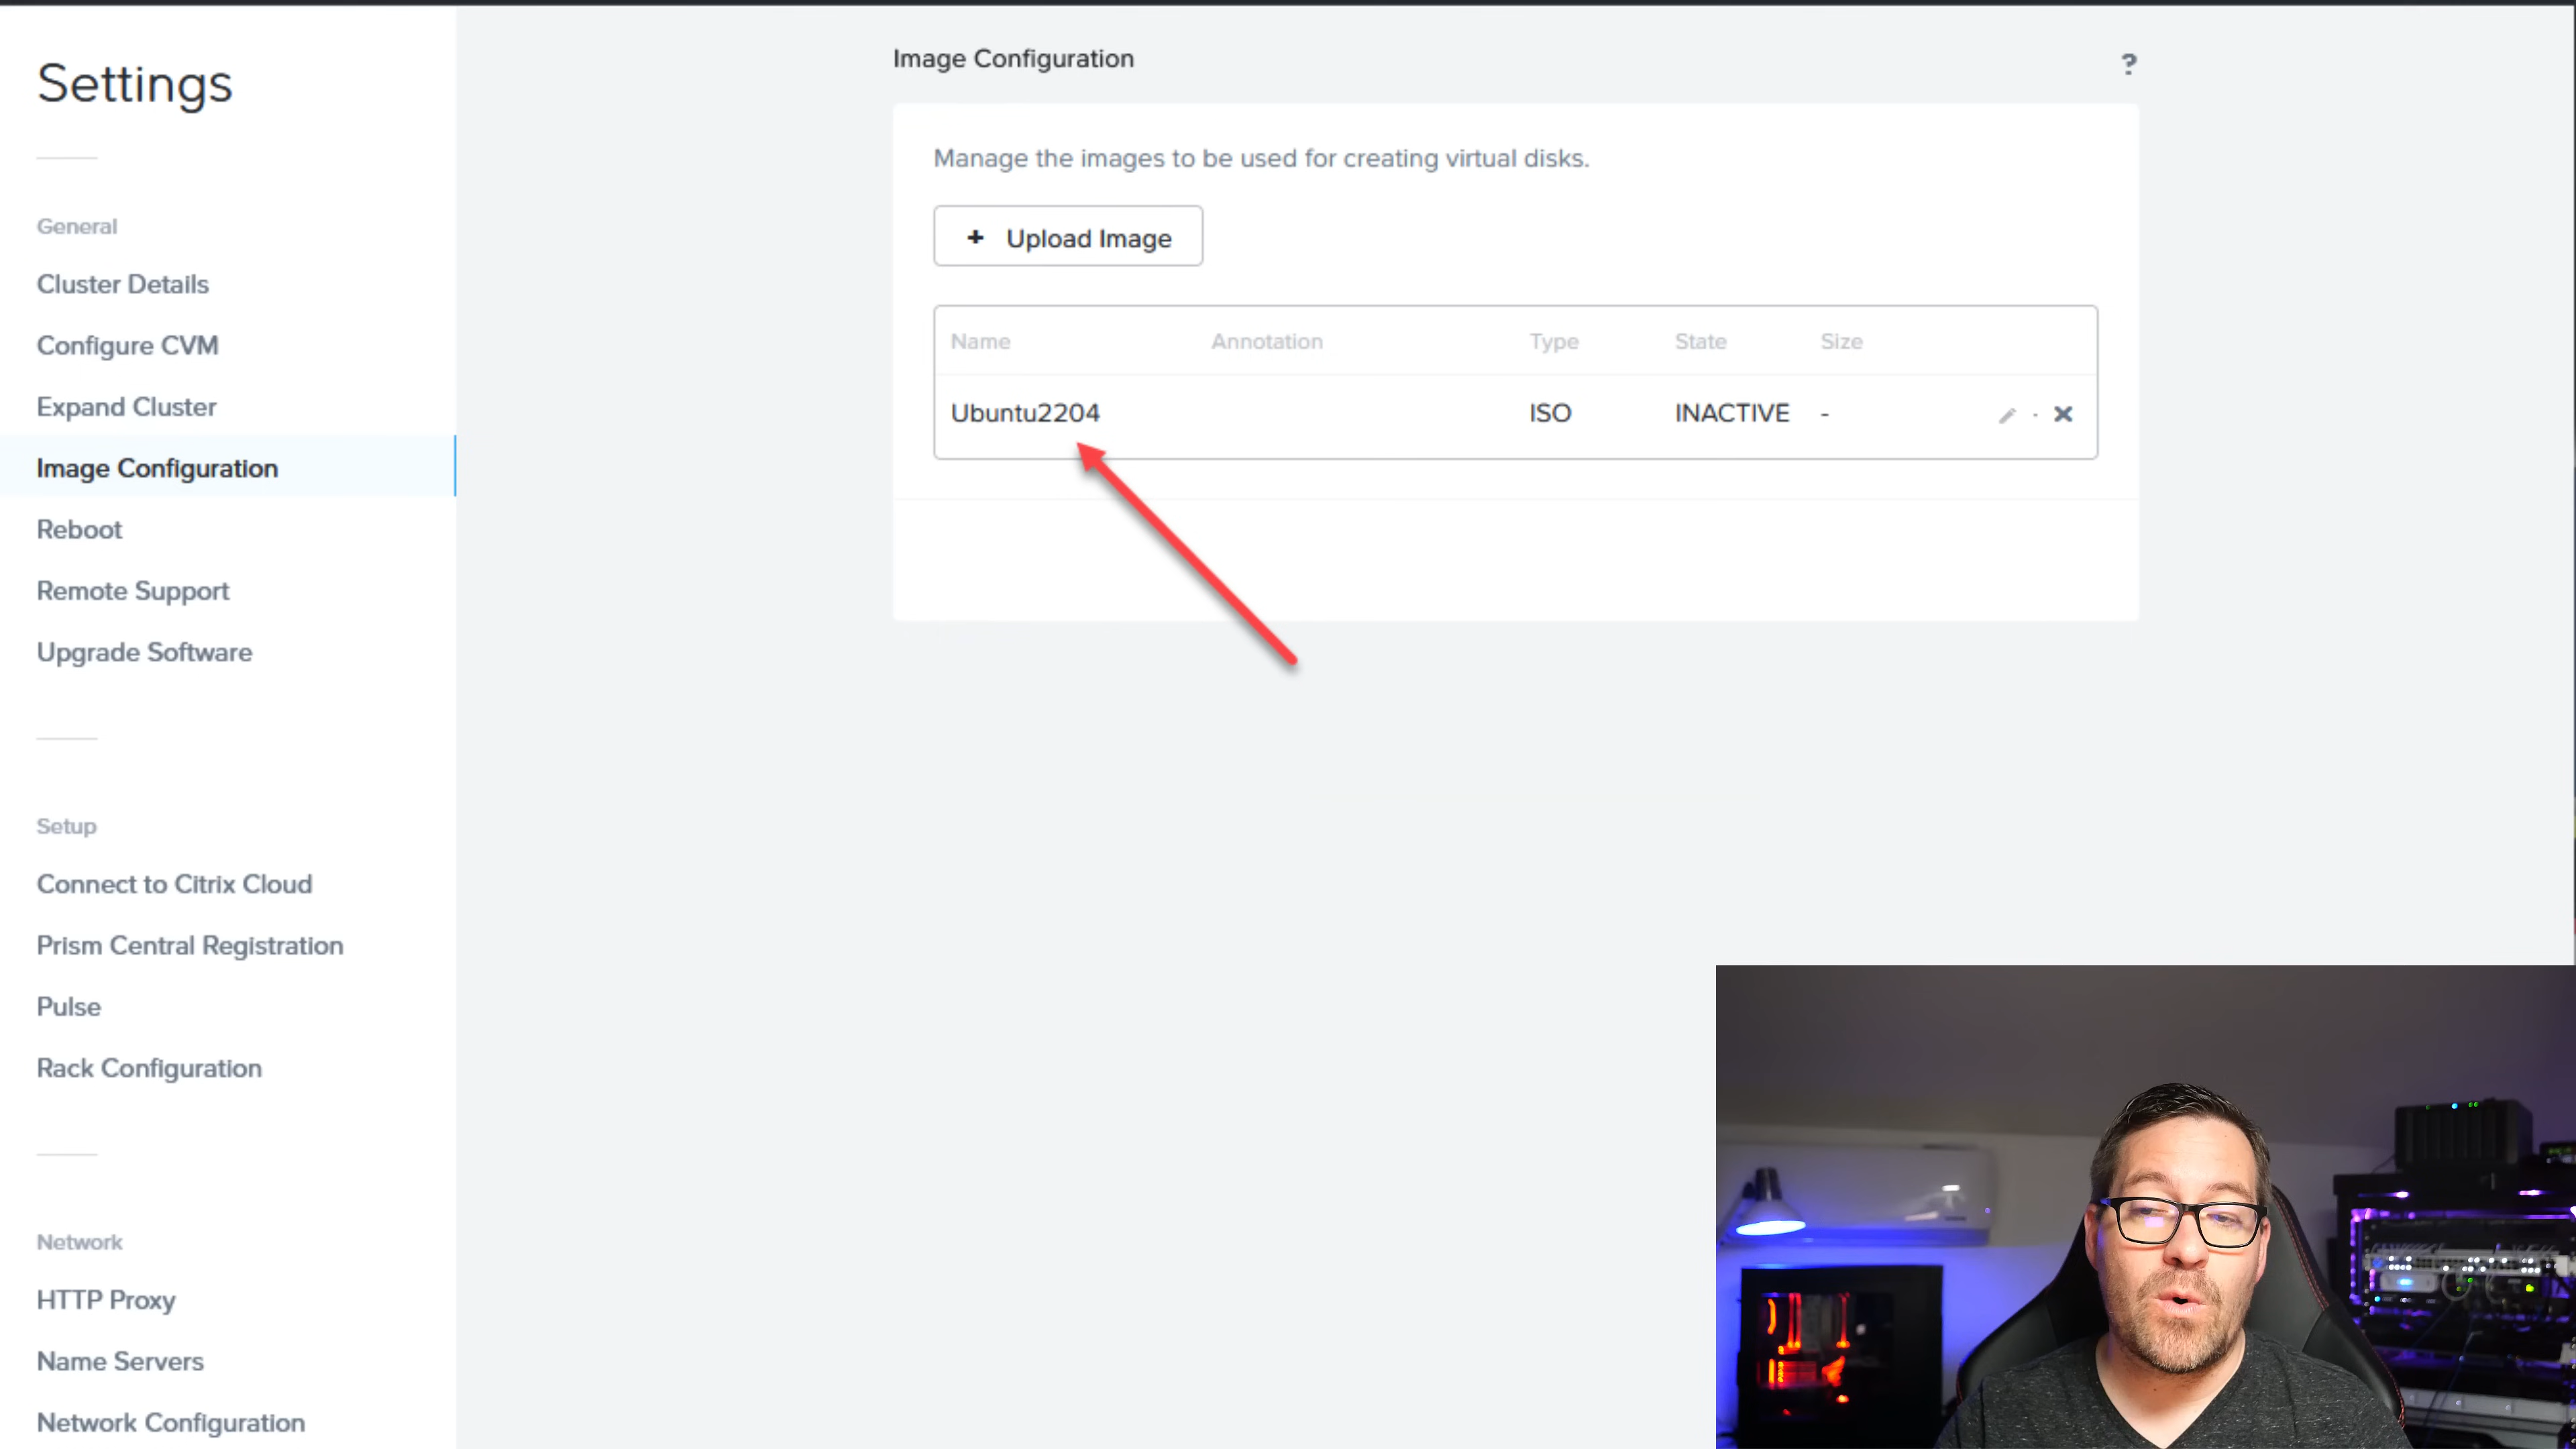 Settings
General
Cluster Details
Configure CVM
Expand Cluster
Image Configuration
Reboot
Remote Support
Upgrade Software
Setup
Connect to Citrix Cloud
Prism Central Registration
Pulse
Rack Configuration
Network
HTTP Proxy
Name Servers
Network Configuration
Image Configuration
?
Manage the images to be used for creating virtual disks.
+ Upload Image
Name Annotation Type State Size
Ubuntu2204 ISO INACTIVE -